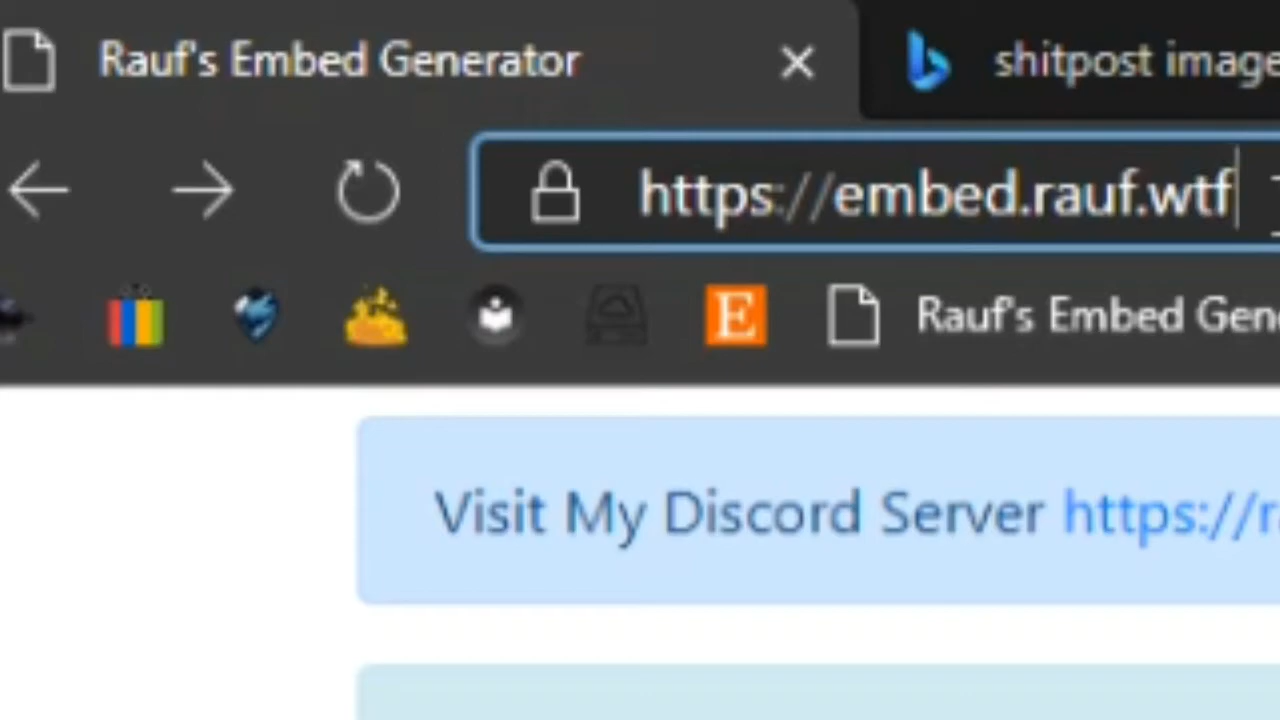 Rauf's Embed Generator
shitpost image
https://embed.rauf.wtf
E
Rauf's Embed Gen
Visit My Discord Server https://